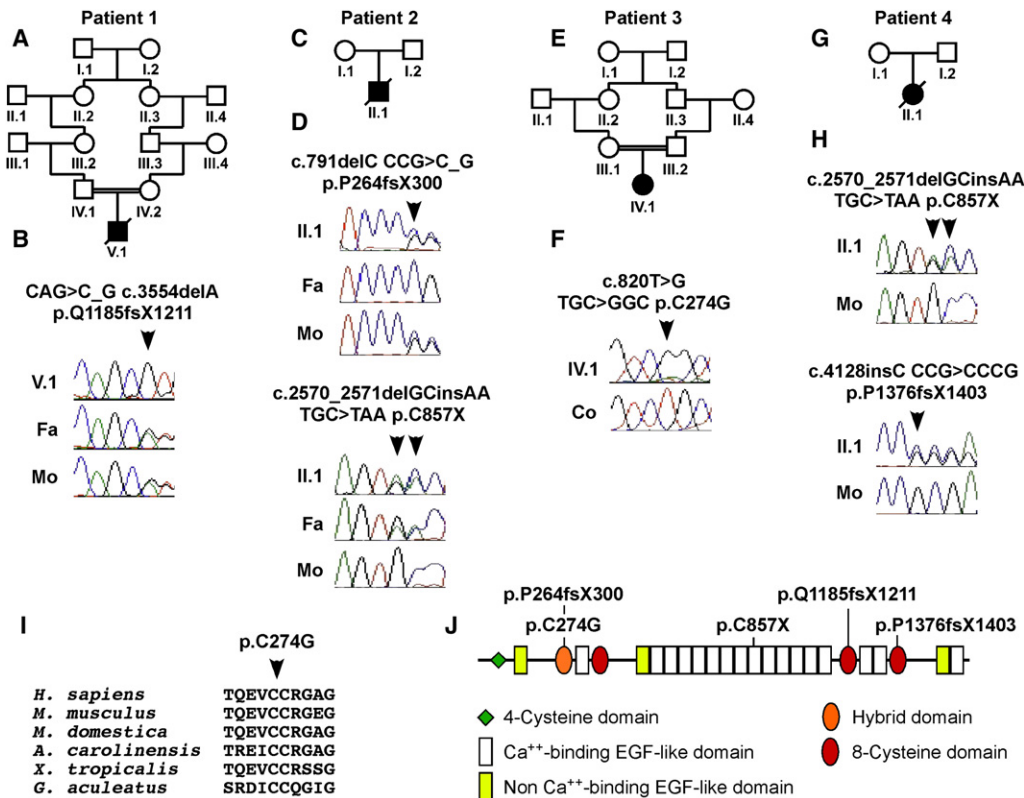 Patient 1
A
I.1 I.2
II.1 II.2 II.3 II.4
III.1 III.2 III.3 III.4
IV.1 IV.2
V.1
B
CAG>C_G c.3554delA
p.Q1185fsX1211
V.1
Fa
Mo
Patient 2
C
I.1 I.2
II.1
D
c.791delC CCG>C_G
p.P264fsX300
II.1
Fa
Mo
c.2570_2571delGCinsAA
TGC>TAA p.C857X
II.1
Fa
Mo
Patient 3
E
I.1 I.2
II.1 II.2 II.3 II.4
III.1 III.2
IV.1
F
c.820T>G
TGC>GGC p.C274G
IV.1
Co
Patient 4
G
I.1 I.2
II.1
H
c.2570_2571delGCinsAA
TGC>TAA p.C857X
II.1
Mo
c.4128insC CCG>CCCG
p.P1376fsX1403
II.1
Mo
I
p.C274G
H. sapiens TQEVCCRGAG
M. musculus TQEVCCRGEG
M. domestica TQEVCCRGAG
A. carolinensis TREICCRGAG
X. tropicalis TQEVCCRSSG
G. aculeatus SRDICCQGIG
J
p.P264fsX300 p.Q1185fsX1211
p.C274G p.C857X p.P1376fsX1403
4-Cysteine domain
Ca++-binding EGF-like domain
Non Ca++-binding EGF-like domain
Hybrid domain
8-Cysteine domain